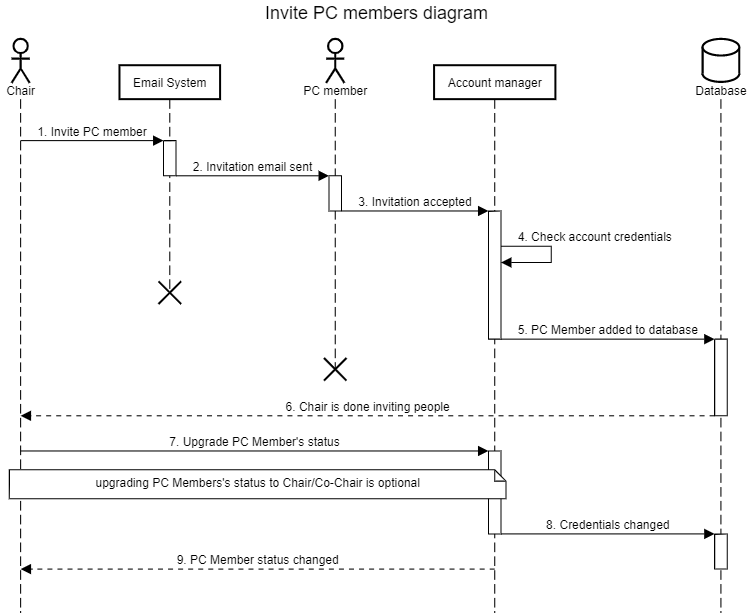 Invite PC members diagram
Chair
Email System
PC member
Account manager
Database
1. Invite PC member
2. Invitation email sent
3. Invitation accepted
4. Check account credentials
5. PC Member added to database
6. Chair is done inviting people
7. Upgrade PC Member's status
upgrading PC Members's status to Chair/Co-Chair is optional
8. Credentials changed
9. PC Member status changed